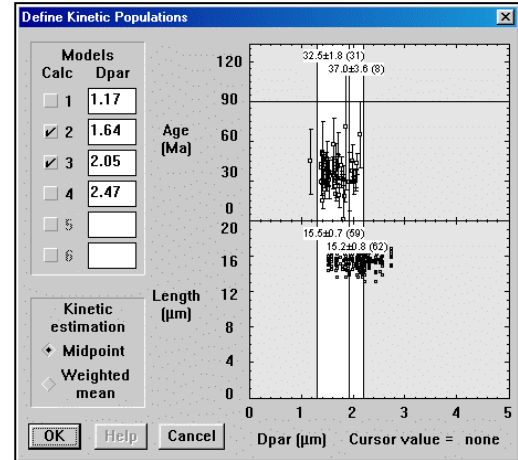 Define Kinetic Populations
Models
Calc Dpar
1 1.17
2 1.64
3 2.05
4 2.47
5
6
Kinetic
estimation
Midpoint
Weighted
mean
OK Help Cancel
Age
(Ma)
120
90
60
30
0
32.5±1.8 (31)
37.0±3.6 (8)
Length
(µm)
20
16
12
8
4
0
15.5±0.7 (59)
15.2±0.8 (62)
0 1 2 3 4 5
Dpar (µm) Cursor value = none